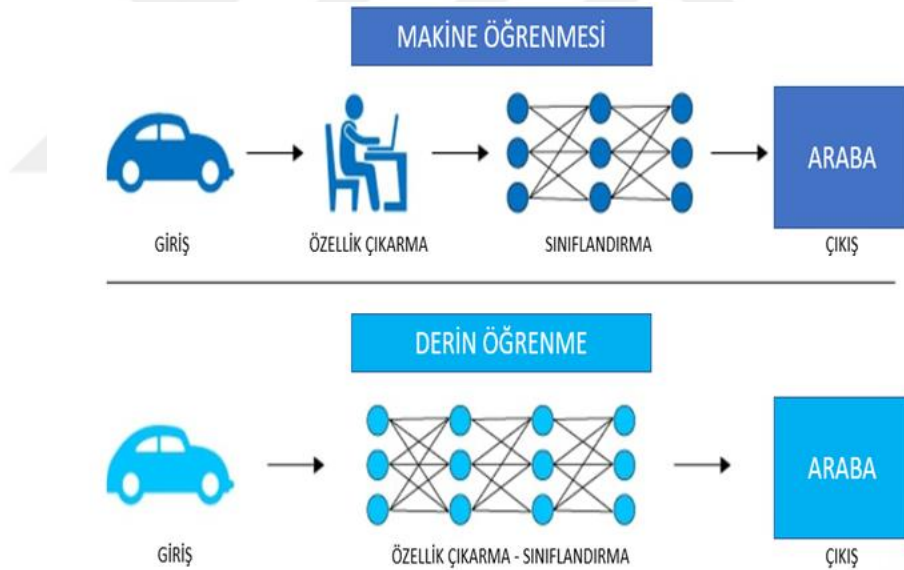 MAKİNE ÖĞRENMESİ
ARABA
GİRİŞ
ÖZELLİK ÇIKARMA
SINIFLANDIRMA
ÇIKIŞ
DERİN ÖĞRENME
ARABA
GİRİŞ
ÖZELLİK ÇIKARMA - SINIFLANDIRMA
ÇIKIŞ